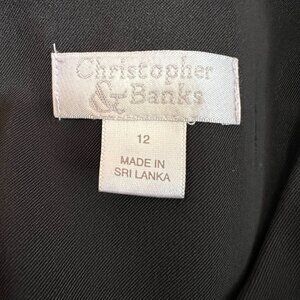 Christopher
& Banks
12
MADE IN
SRI LANKA